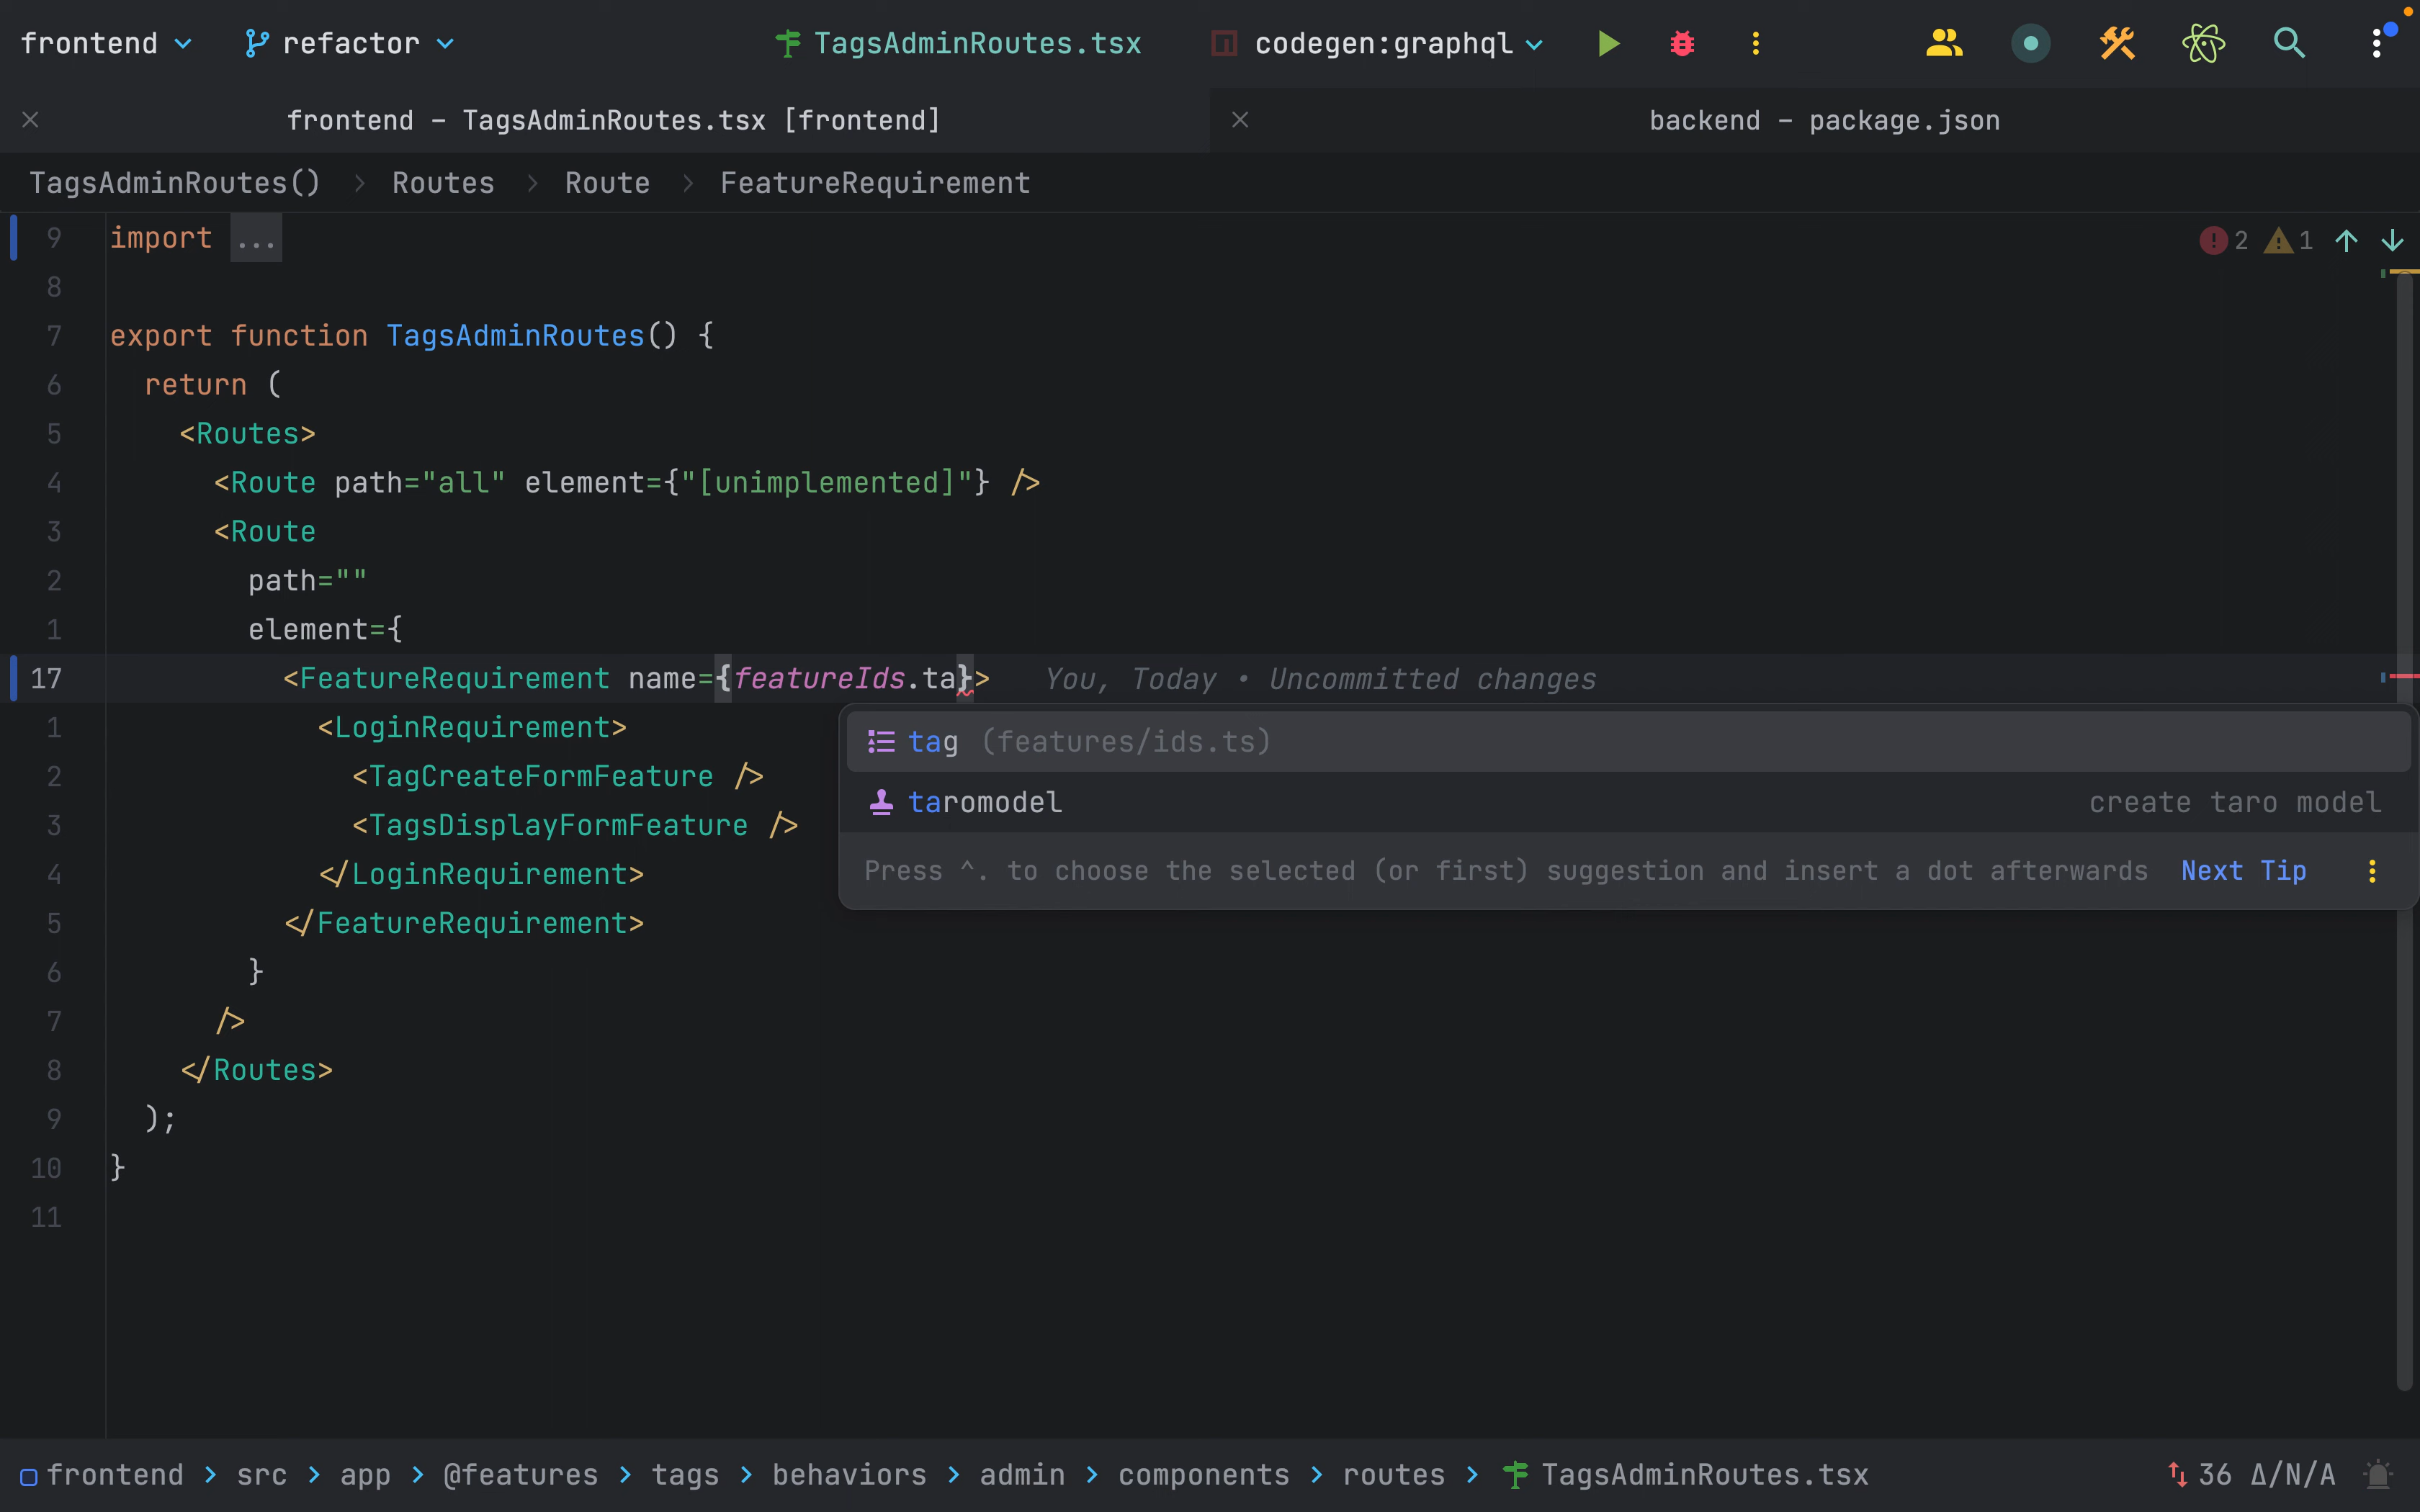 frontend refactor TagsAdminRoutes.tsx codegen:graphql
frontend – TagsAdminRoutes.tsx [frontend] backend – package.json
TagsAdminRoutes() > Routes > Route > FeatureRequirement
9 import ... 2 1
8
7 export function TagsAdminRoutes() {
6 return (
5 <Routes>
4 <Route path="all" element={"[unimplemented]"} />
3 <Route
2 path=""
1 element={
17 <FeatureRequirement name={featureIds.ta}> You, Today • Uncommitted changes
1 <LoginRequirement>
tag (features/ids.ts)
2 <TagCreateFormFeature />
taromodel create taro model
3 <TagsDisplayFormFeature />
4 </LoginRequirement>
Press ^. to choose the selected (or first) suggestion and insert a dot afterwards Next Tip
5 </FeatureRequirement>
6 }
7 />
8 </Routes>
9 );
10 }
11
frontend > src > app > @features > tags > behaviors > admin > components > routes > TagsAdminRoutes.tsx 36 Δ/N/A